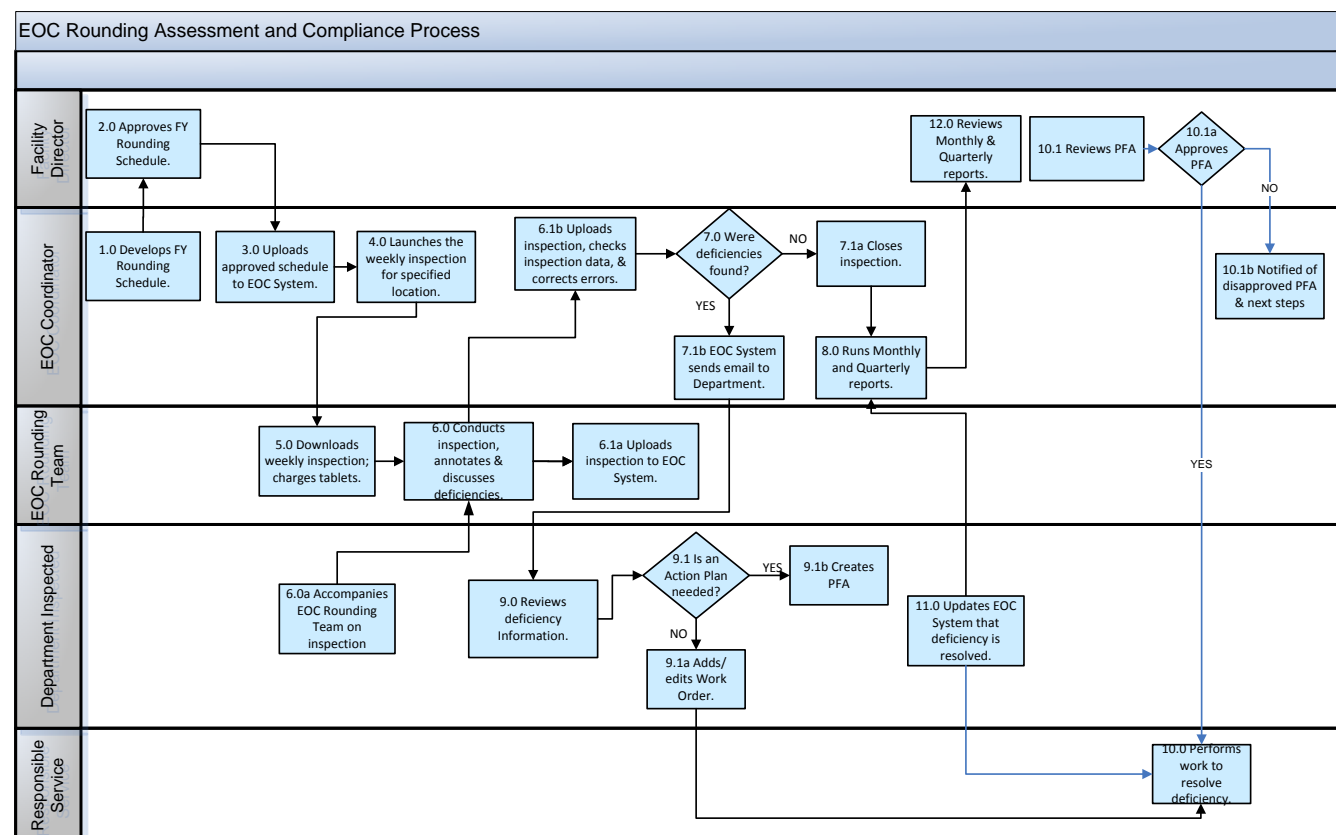 EOC Rounding Assessment and Compliance Process
Facility
Director
2.0 Approves FY
Rounding
Schedule.
12.0 Reviews
Monthly &
Quarterly
reports.
10.1 Reviews PFA
10.1a
Approves
PFA
NO
EOC Coordinator
1.0 Develops FY
Rounding
Schedule.
3.0 Uploads
approved schedule
to EOC System.
4.0 Launches the
weekly inspection
for specified
location.
6.1b Uploads
inspection, checks
inspection data, &
corrects errors.
7.0 Were
deficiencies
found?
NO
YES
7.1a Closes
inspection.
7.1b EOC System
sends email to
Department.
8.0 Runs Monthly
and Quarterly
reports.
10.1b Notified of
disapproved PFA
& next steps
EOC Rounding
Team
5.0 Downloads
weekly inspection;
charges tablets.
6.0 Conducts
inspection,
annotates &
discusses
deficiencies.
6.1a Uploads
inspection to EOC
System.
YES
Department Inspected
6.0a Accompanies
EOC Rounding
Team on
inspection
9.0 Reviews
deficiency
Information.
9.1 Is an
Action Plan
needed?
YES
NO
9.1b Creates
PFA
9.1a Adds/
edits Work
Order.
11.0 Updates EOC
System that
deficiency is
resolved.
Responsible
Service
10.0 Performs
work to
resolve
deficiency.